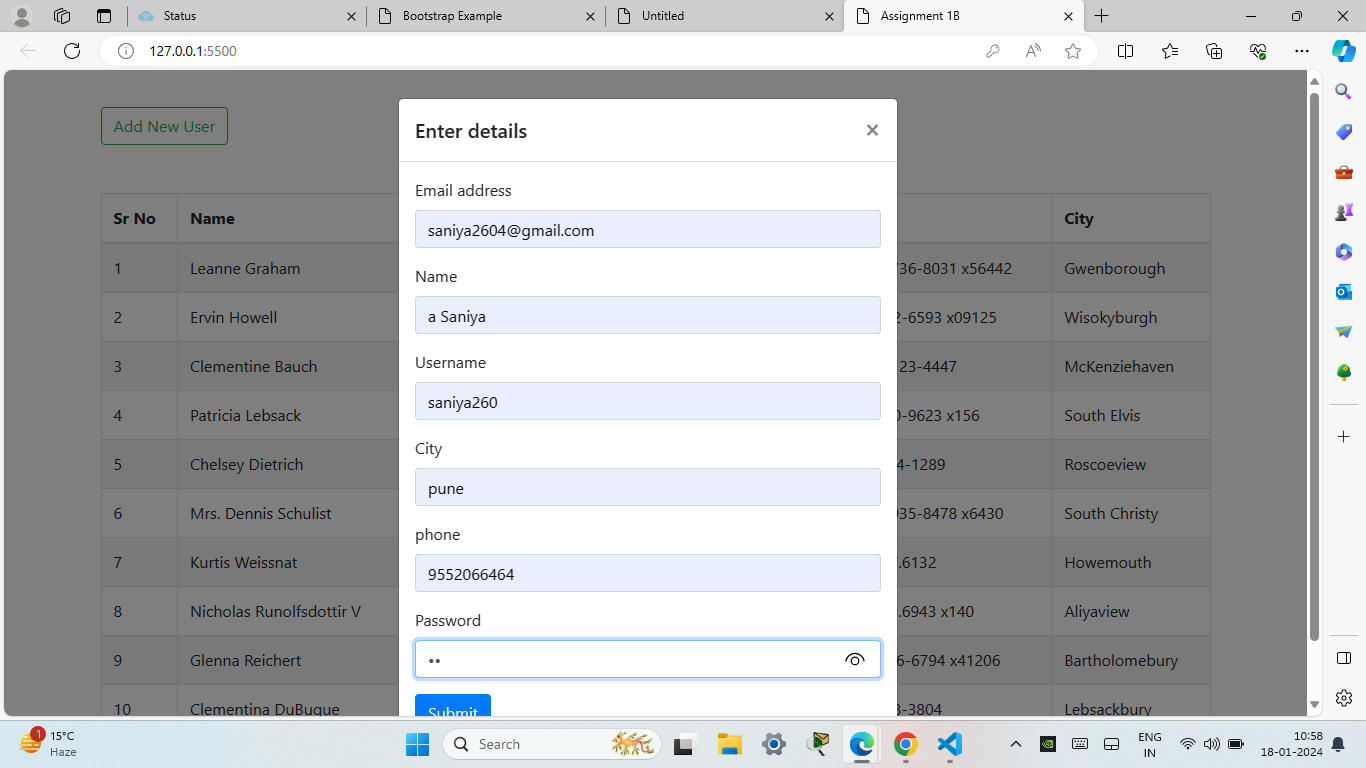 Status
Bootstrap Example
Untitled
Assignment 1B
127.0.0.1:5500
Add New User
Enter details
Email address
saniya2604@gmail.com
Name
a Saniya
Username
saniya260
City
pune
phone
9552066464
Password
Submit
Sr No Name City
1 Leanne Graham 736-8031 x56442 Gwenborough
2 Ervin Howell 2-6593 x09125 Wisokyburgh
3 Clementine Bauch 23-4447 McKenziehaven
4 Patricia Lebsack 0-9623 x156 South Elvis
5 Chelsey Dietrich 4-1289 Roscoeview
6 Mrs. Dennis Schulist 935-8478 x6430 South Christy
7 Kurtis Weissnat .6132 Howemouth
8 Nicholas Runolfsdottir V .6943 x140 Aliyaview
9 Glenna Reichert 6-6794 x41206 Bartholomebury
10 Clementina DuBuque 3-3804 Lebsackbury
1
15°C
Haze
Search
ENG
IN
10:58
18-01-2024